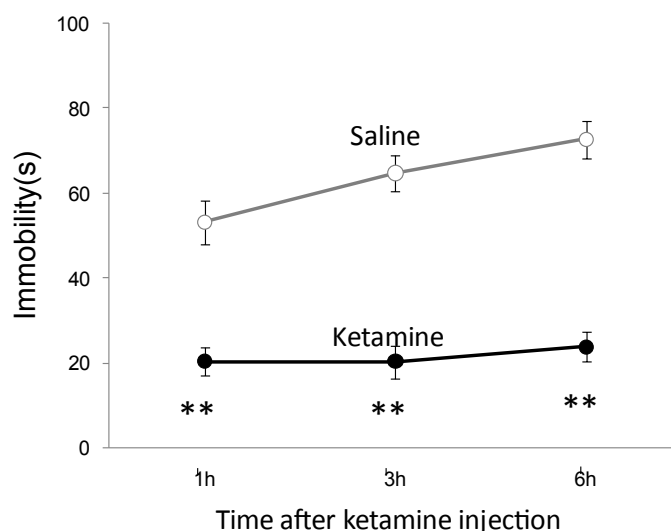 100
80
60
40
20
0
Immobility(s)
Saline
Ketamine
** ** **
1h 3h 6h
Time after ketamine injection